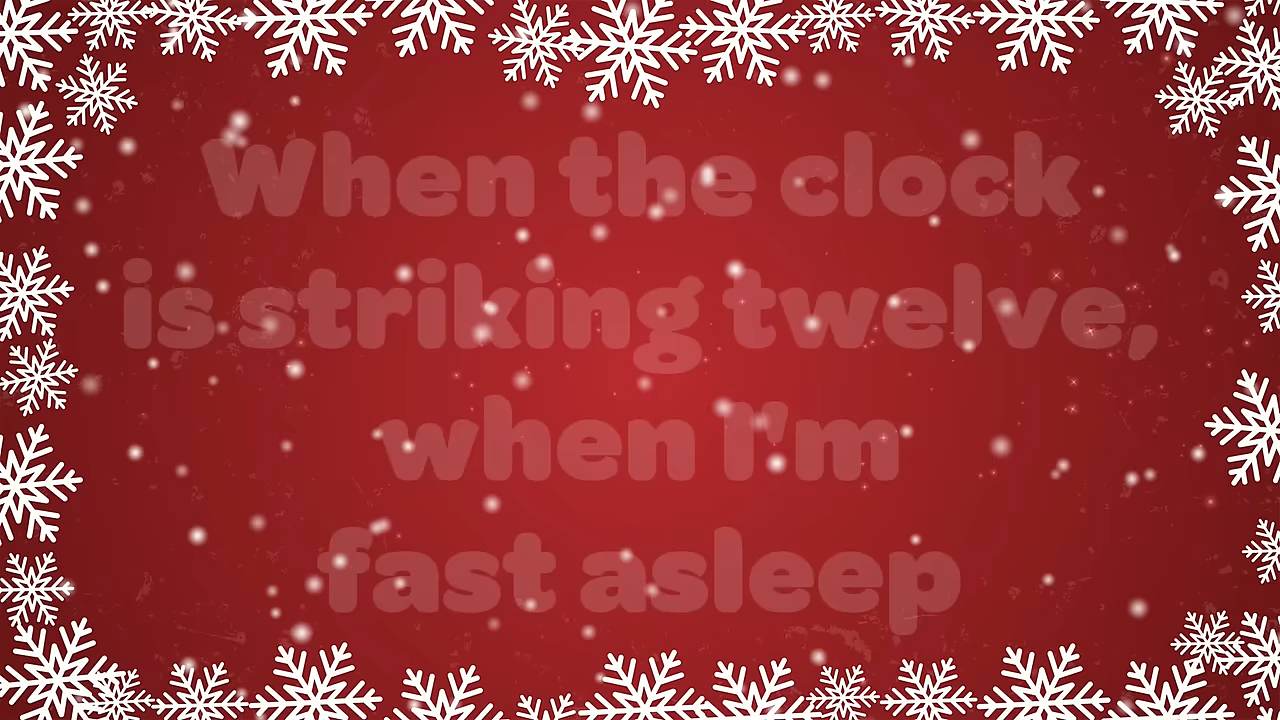 When the clock
is striking twelve,
when I'm
fast asleep